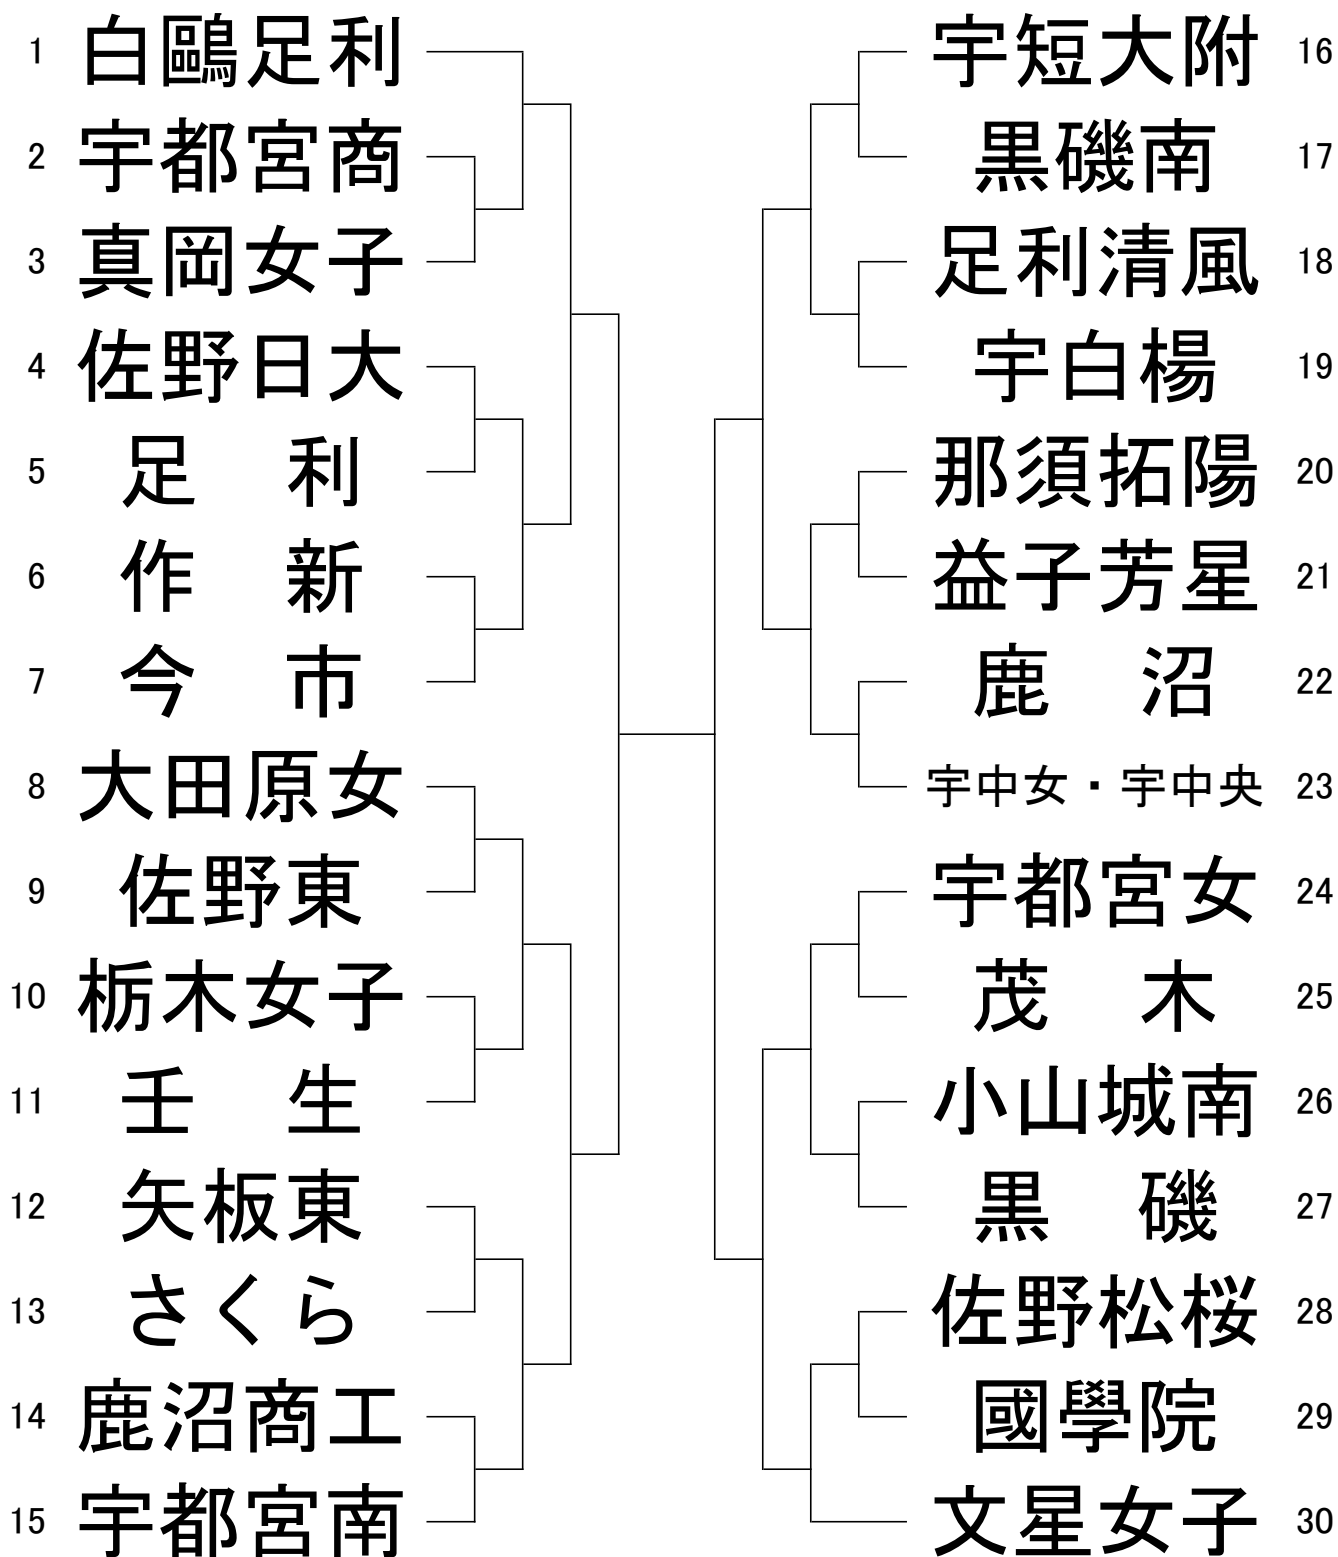 1 白鷗足利
2 宇都宮商
3 真岡女子
4 佐野日大
5 足 利
6 作 新
7 今 市
8 大田原女
9 佐野東
10 栃木女子
11 壬 生
12 矢板東
13 さくら
14 鹿沼商工
15 宇都宮南
宇短大附 16
黒磯南 17
足利清風 18
宇白楊 19
那須拓陽 20
益子芳星 21
鹿 沼 22
宇中女・宇中央 23
宇都宮女 24
茂 木 25
小山城南 26
黒 磯 27
佐野松桜 28
國學院 29
文星女子 30